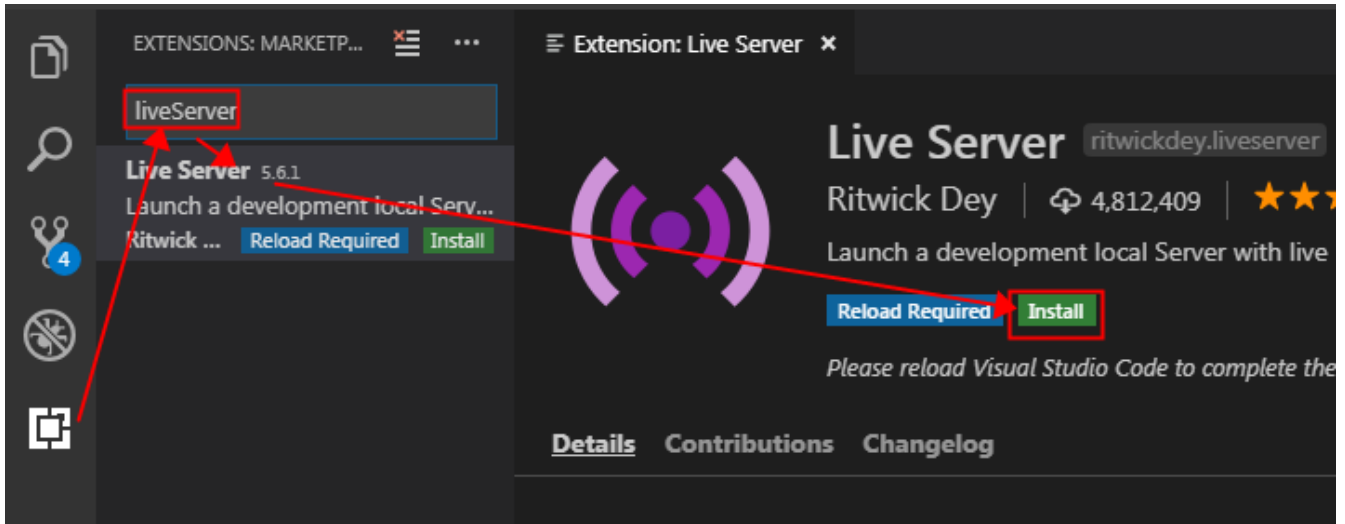 EXTENSIONS: MARKETP...
liveServer
Live Server 5.6.1
Launch a development local Serv...
Ritwick ... Reload Required Install
4
Extension: Live Server ×
Live Server ritwickdey.liveserver
Ritwick Dey 4,812,409
Launch a development local Server with live
Reload Required Install
Please reload Visual Studio Code to complete the
Details Contributions Changelog